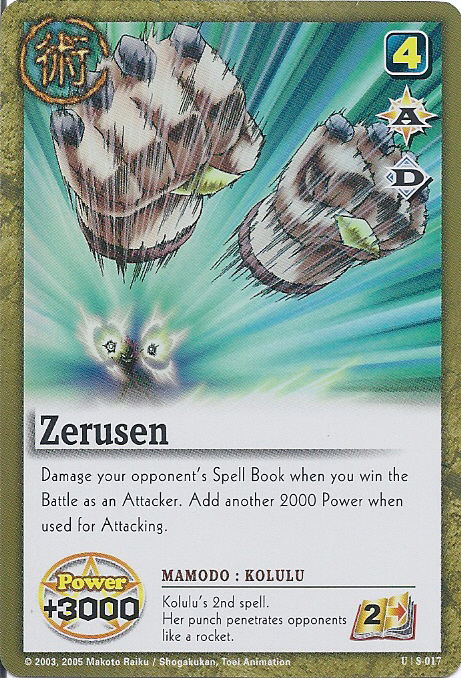 術
4
A
D
Zerusen
Damage your opponent's Spell Book when you win the
Battle as an Attacker. Add another 2000 Power when
used for Attacking.
Power
+3000
MAMODO : KOLULU
Kolulu's 2nd spell.
Her punch penetrates opponents
like a rocket.
2
© 2003, 2005 Makoto Raiku / Shogakukan, Toei Animation
U | S-017